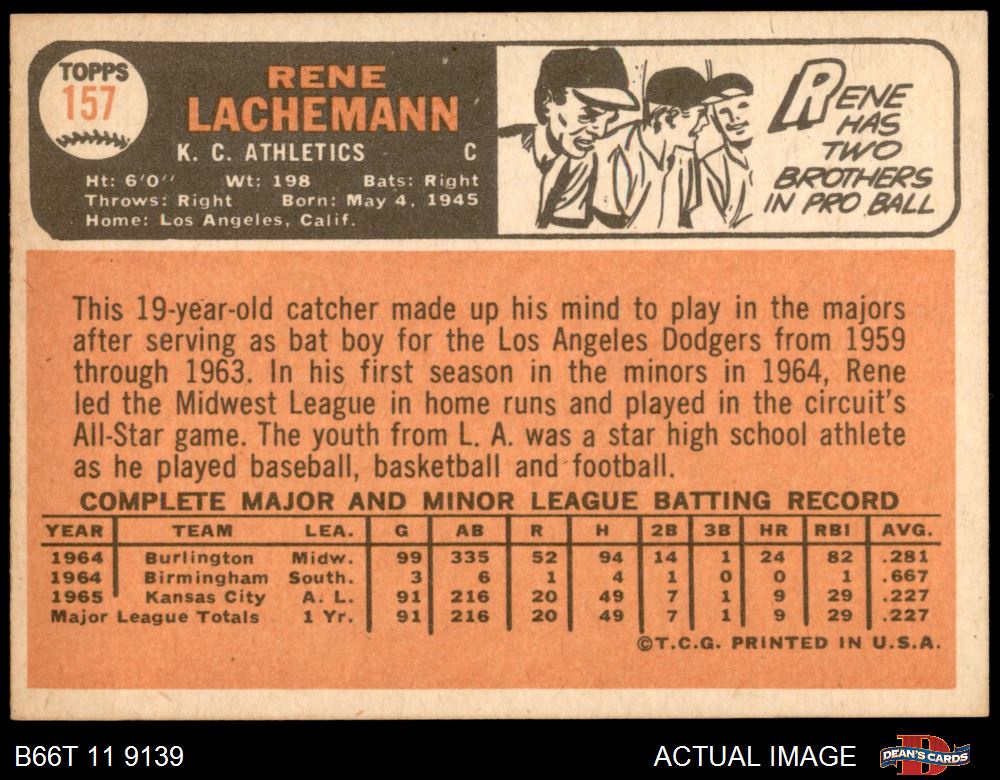 TOPPS
157
RENE
LACHEMANN
K. C. ATHLETICS C
Ht: 6'0" Wt: 198 Bats: Right
Throws: Right Born: May 4, 1945
Home: Los Angeles, Calif.
RENE
HAS
TWO
BROTHERS
IN PRO BALL
This 19-year-old catcher made up his mind to play in the majors
after serving as bat boy for the Los Angeles Dodgers from 1959
through 1963. In his first season in the minors in 1964, Rene
led the Midwest League in home runs and played in the circuit's
All-Star game. The youth from L. A. was a star high school athlete
as he played baseball, basketball and football.
COMPLETE MAJOR AND MINOR LEAGUE BATTING RECORD
YEAR TEAM LEA. G AB R H 2B 3B HR RBI AVG.
1964 Burlington Midw. 99 335 52 94 14 1 24 82 .281
1964 Birmingham South. 3 6 1 4 1 0 0 1 .667
1965 Kansas City A. L. 91 216 20 49 7 1 9 29 .227
Major League Totals 1 Yr. 91 216 20 49 7 1 9 29 .227
©T.C.G. PRINTED IN U.S.A.
B66T 11 9139 ACTUAL IMAGE DEAN'S CARDS